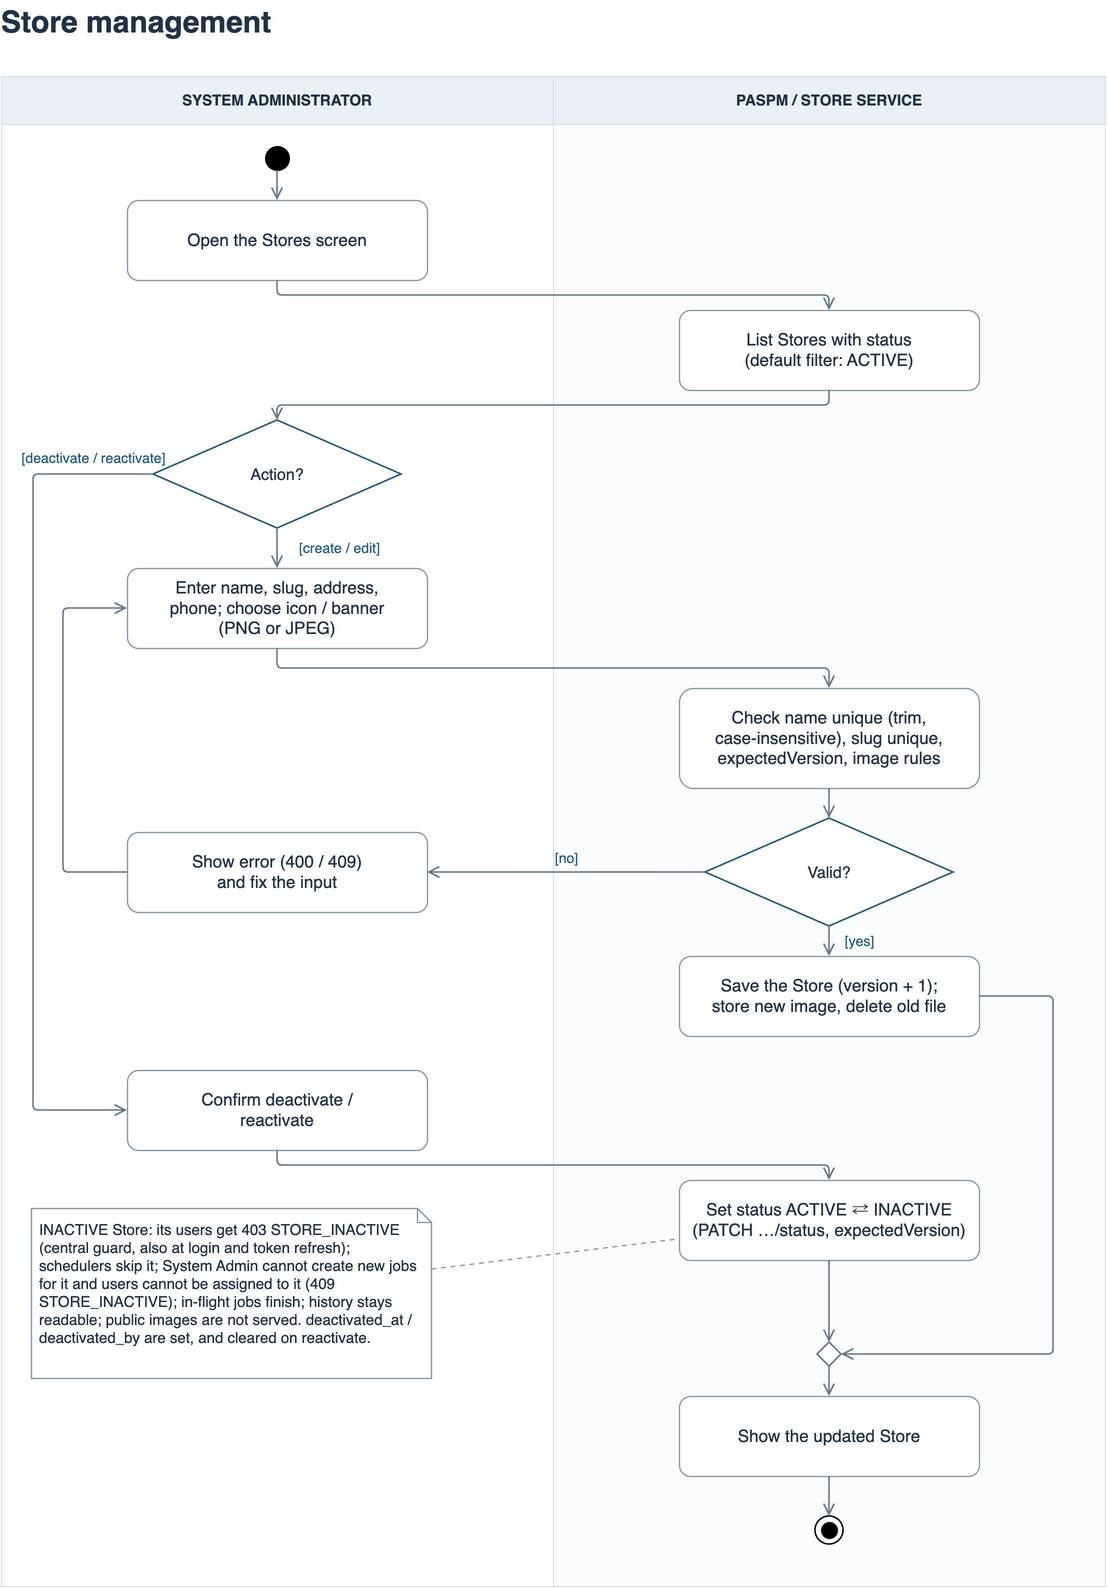 Store management
SYSTEM ADMINISTRATOR
PASPM / STORE SERVICE
Open the Stores screen
List Stores with status
(default filter: ACTIVE)
[deactivate / reactivate]
Action?
[create / edit]
Enter name, slug, address,
phone; choose icon / banner
(PNG or JPEG)
Check name unique (trim,
case-insensitive), slug unique,
expectedVersion, image rules
Show error (400 / 409)
and fix the input
[no]
Valid?
[yes]
Save the Store (version + 1);
store new image, delete old file
Confirm deactivate /
reactivate
Set status ACTIVE ⇄ INACTIVE
(PATCH …/status, expectedVersion)
INACTIVE Store: its users get 403 STORE_INACTIVE
(central guard, also at login and token refresh);
schedulers skip it; System Admin cannot create new jobs
for it and users cannot be assigned to it (409
STORE_INACTIVE); in-flight jobs finish; history stays
readable; public images are not served. deactivated_at /
deactivated_by are set, and cleared on reactivate.
Show the updated Store